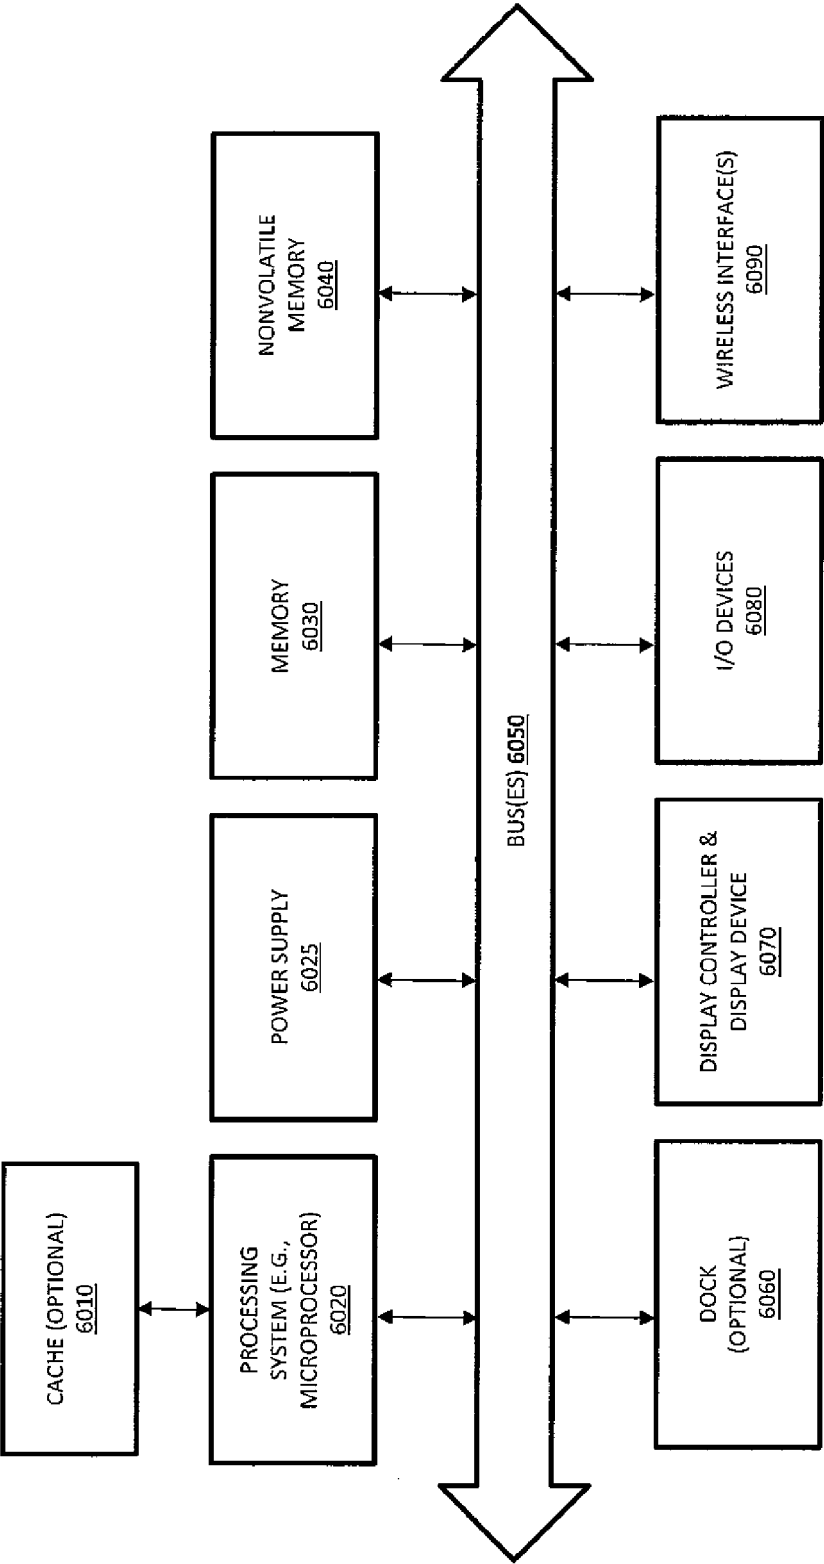 CACHE (OPTIONAL)
6010
PROCESSING
SYSTEM (E.G.,
MICROPROCESSOR)
6020
POWER SUPPLY
6025
MEMORY
6030
NONVOLATILE
MEMORY
6040
BUS(ES) 6050
DOCK
(OPTIONAL)
6060
DISPLAY CONTROLLER &
DISPLAY DEVICE
6070
I/O DEVICES
6080
WIRELESS INTERFACE(S)
6090